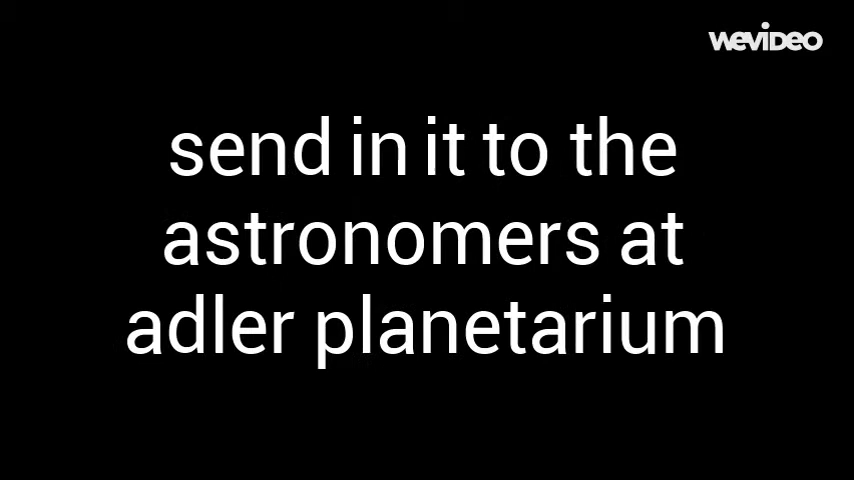 wevideo
send in it to the
astronomers at
adler planetarium